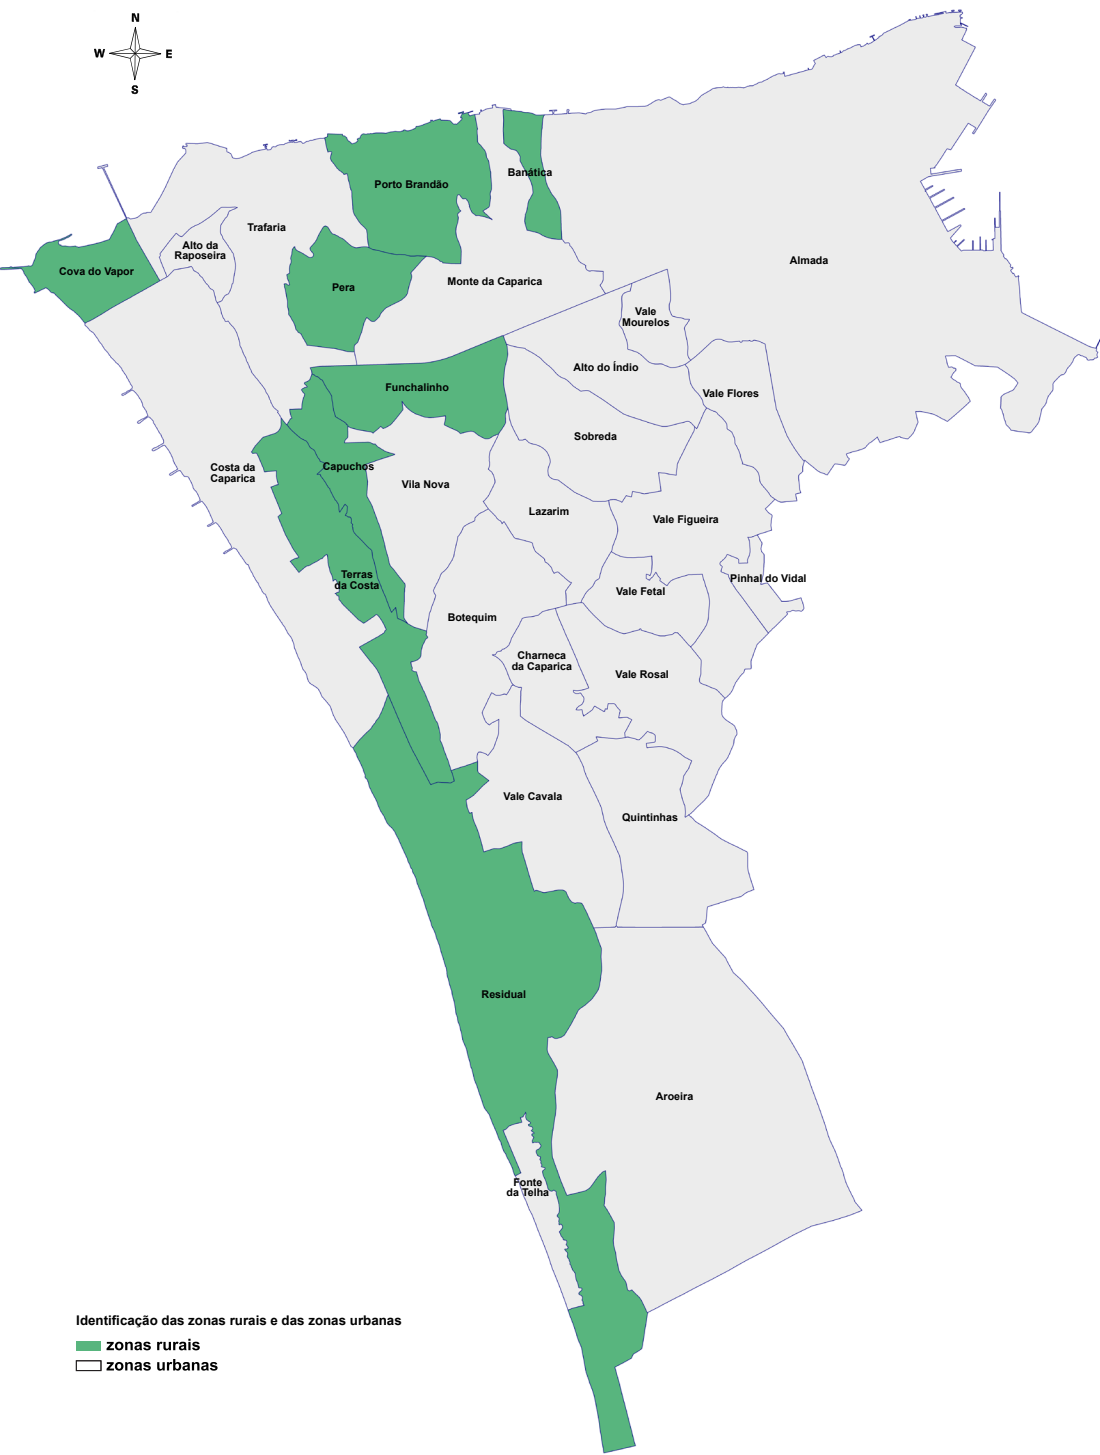 N
W
E
S
Porto Brandão
Banática
Trafaria
Alto da
Raposeira
Almada
Cova do Vapor
Pera
Monte da Caparica
Vale
Mourelos
Alto do Índio
Funchalinho
Vale Flores
Sobreda
Costa da
Caparica
Capuchos
Vila Nova
Lazarim
Vale Figueira
Terras
da Costa
Pinhal do Vidal
Vale Fetal
Botequim
Charneca
da Caparica
Vale Rosal
Vale Cavala
Quintinhas
Residual
Aroeira
Fonte
da Telha
Identificação das zonas rurais e das zonas urbanas
zonas rurais
zonas urbanas